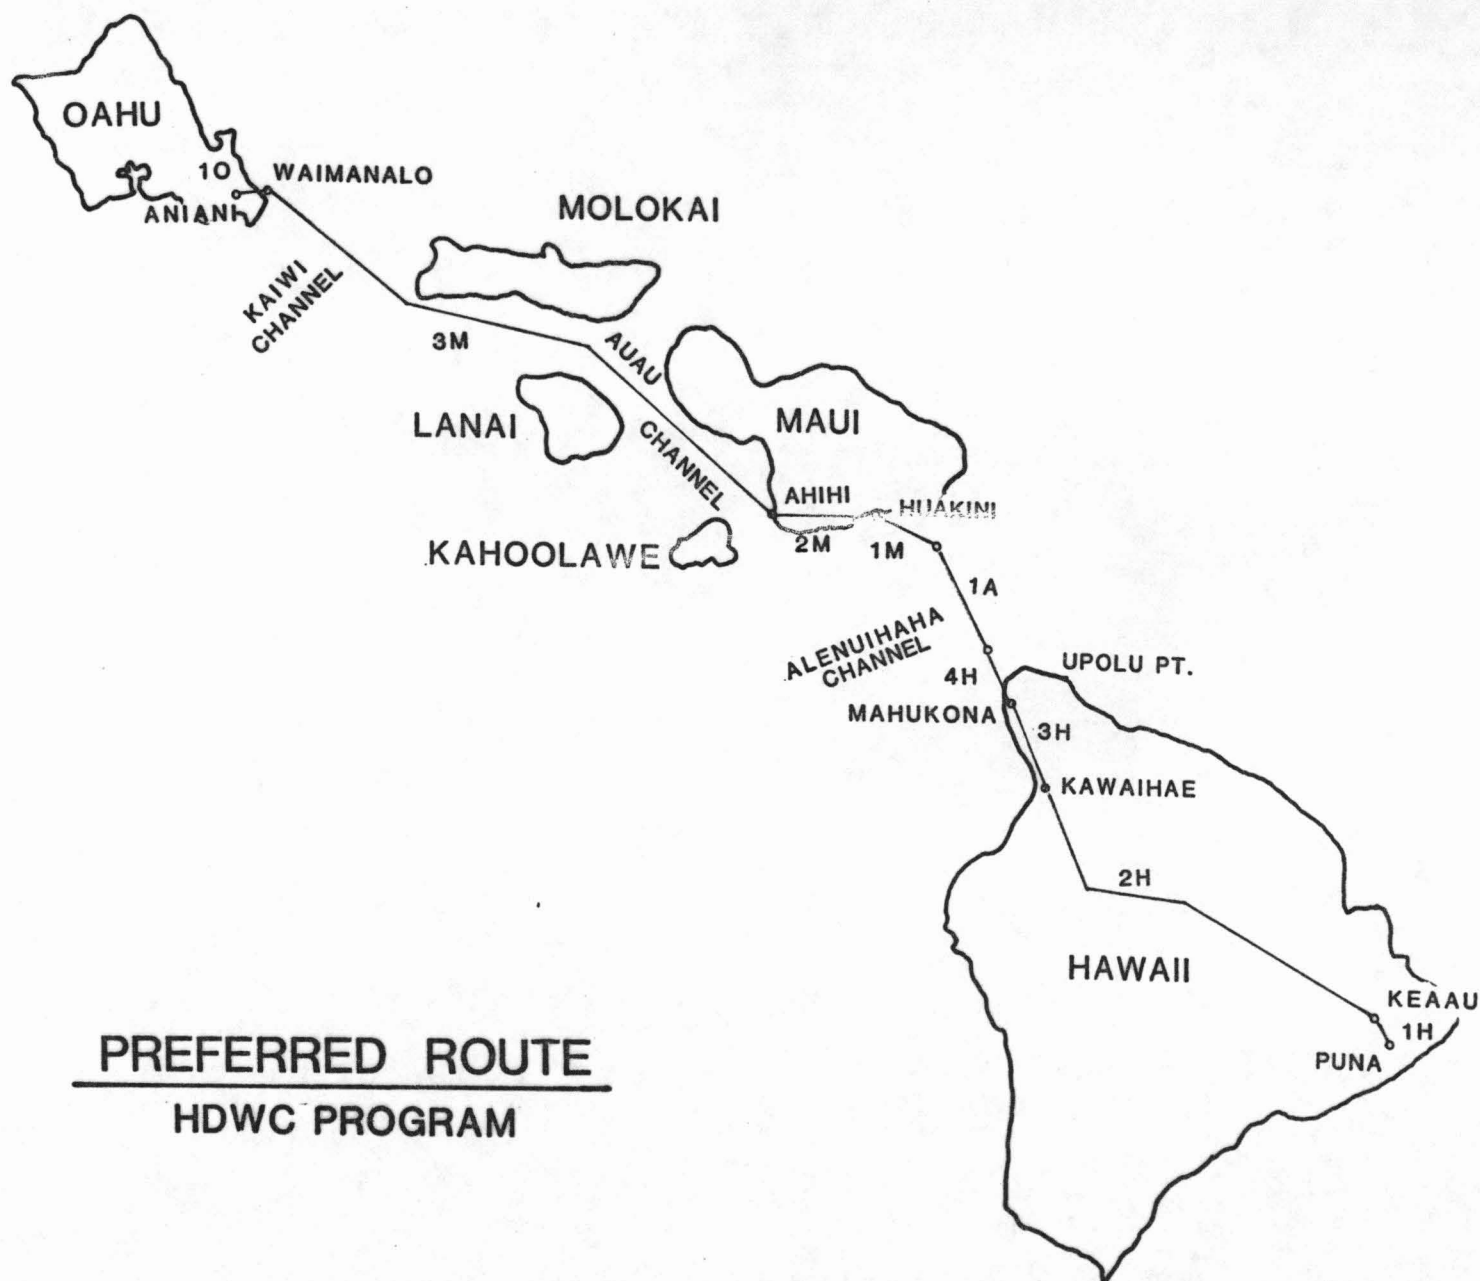 OAHU
1O
WAIMANALO
ANIANI
MOLOKAI
KAIWI
CHANNEL
3M
AUAU
CHANNEL
LANAI
MAUI
AHIHI
HUAKINI
KAHOOLAWE
2M
1M
1A
ALENUIHAHA
CHANNEL
4H
UPOLU PT.
MAHUKONA
3H
KAWAIHAE
2H
HAWAII
KEAAU
1H
PUNA
PREFERRED ROUTE
HDWC PROGRAM